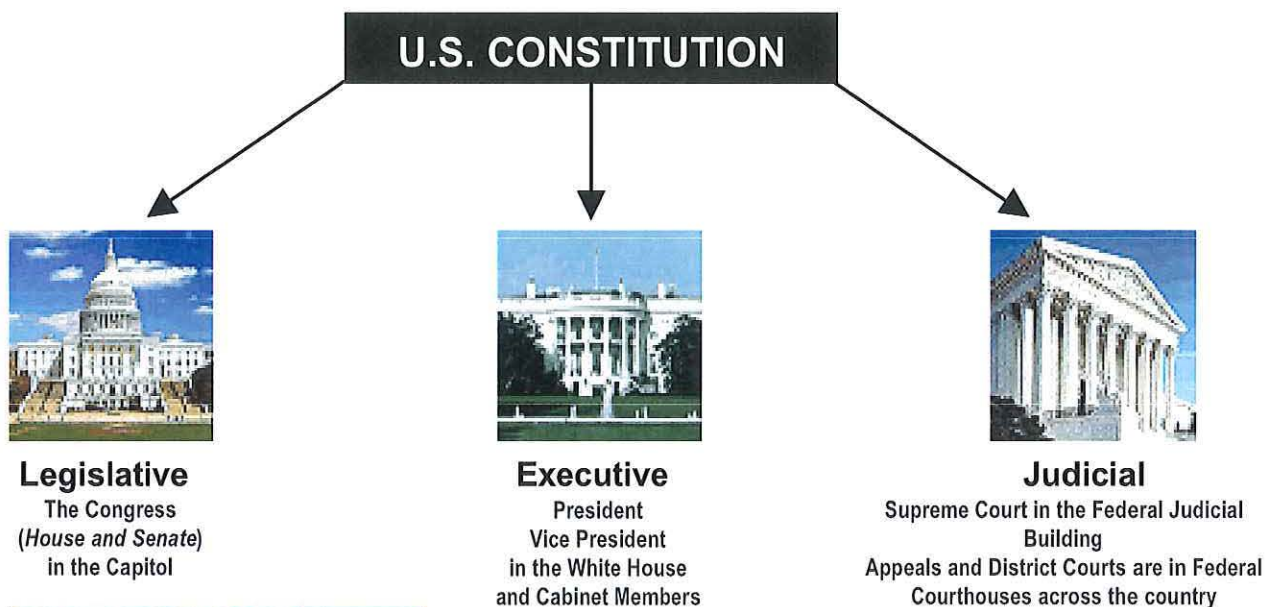 U.S. CONSTITUTION
Legislative
The Congress
(House and Senate)
in the Capitol
Executive
President
Vice President
in the White House
and Cabinet Members
Judicial
Supreme Court in the Federal Judicial
Building
Appeals and District Courts are in Federal
Courthouses across the country